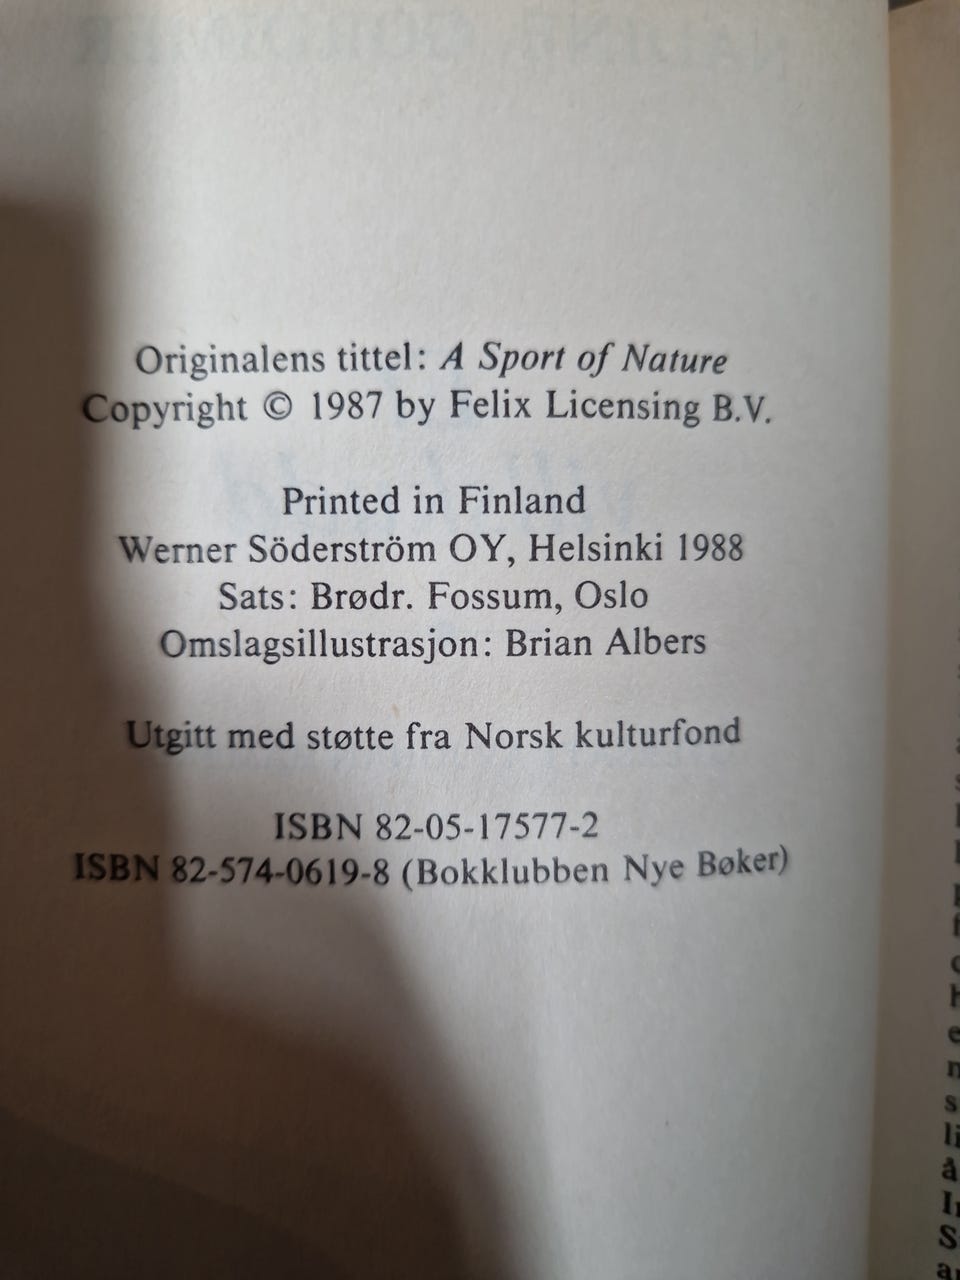 Originalens tittel: A Sport of Nature
Copyright © 1987 by Felix Licensing B.V.
Printed in Finland
Werner Söderström OY, Helsinki 1988
Sats: Brødr. Fossum, Oslo
Omslagsillustrasjon: Brian Albers
Utgitt med støtte fra Norsk kulturfond
ISBN 82-05-17577-2
ISBN 82-574-0619-8 (Bokklubben Nye Bøker)